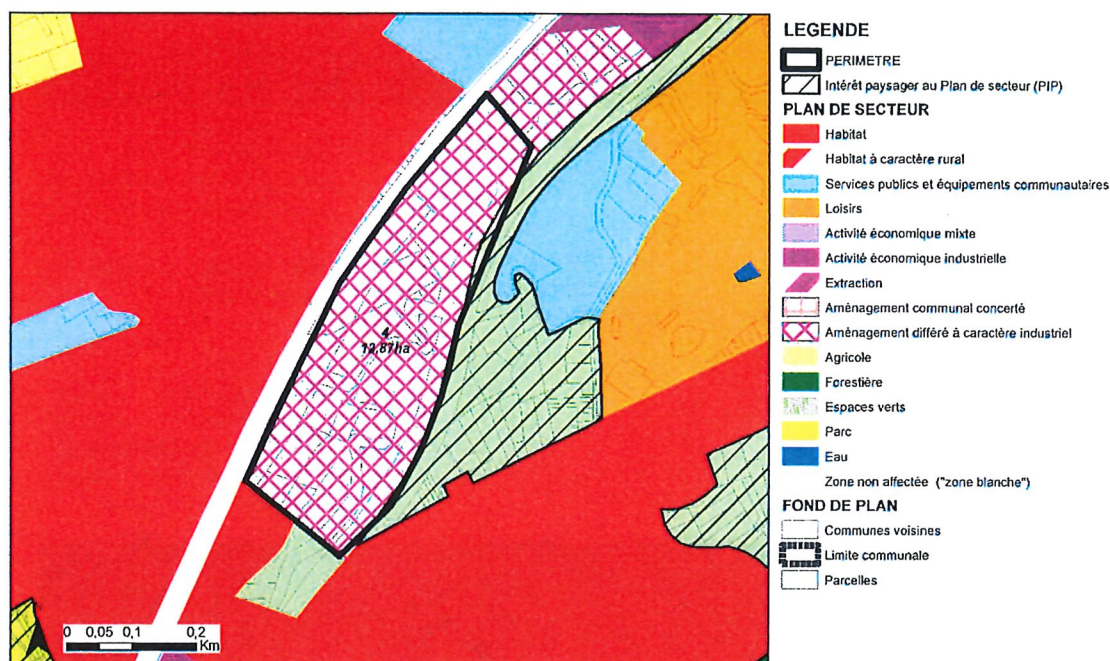 4
12,87ha
0 0,05 0,1 0,2
Km
LEGENDE
PERIMETRE
Intérêt paysager au Plan de secteur (PIP)
PLAN DE SECTEUR
Habitat
Habitat à caractère rural
Services publics et équipements communautaires
Loisirs
Activité économique mixte
Activité économique industrielle
Extraction
Aménagement communal concerté
Aménagement différé à caractère industriel
Agricole
Forestière
Espaces verts
Parc
Eau
Zone non affectée ("zone blanche")
FOND DE PLAN
Communes voisines
Limite communale
Parcelles